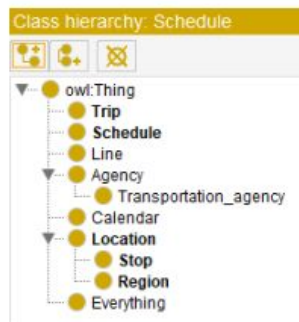 Class hierarchy: Schedule
owl:Thing
Trip
Schedule
Line
Agency
Transportation_agency
Calendar
Location
Stop
Region
Everything